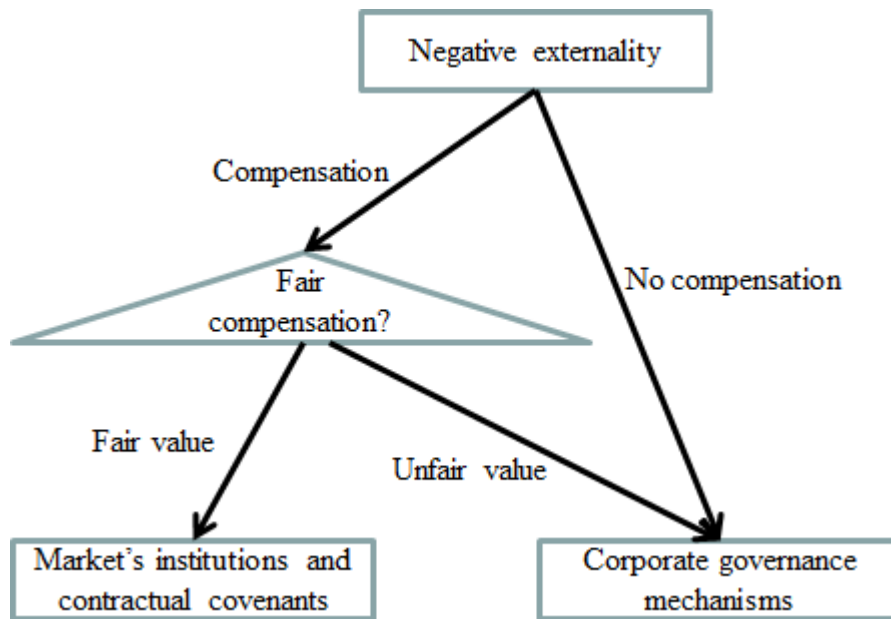 Negative externality
Compensation
No compensation
Fair
compensation?
Fair value
Unfair value
Market’s institutions and
contractual covenants
Corporate governance
mechanisms